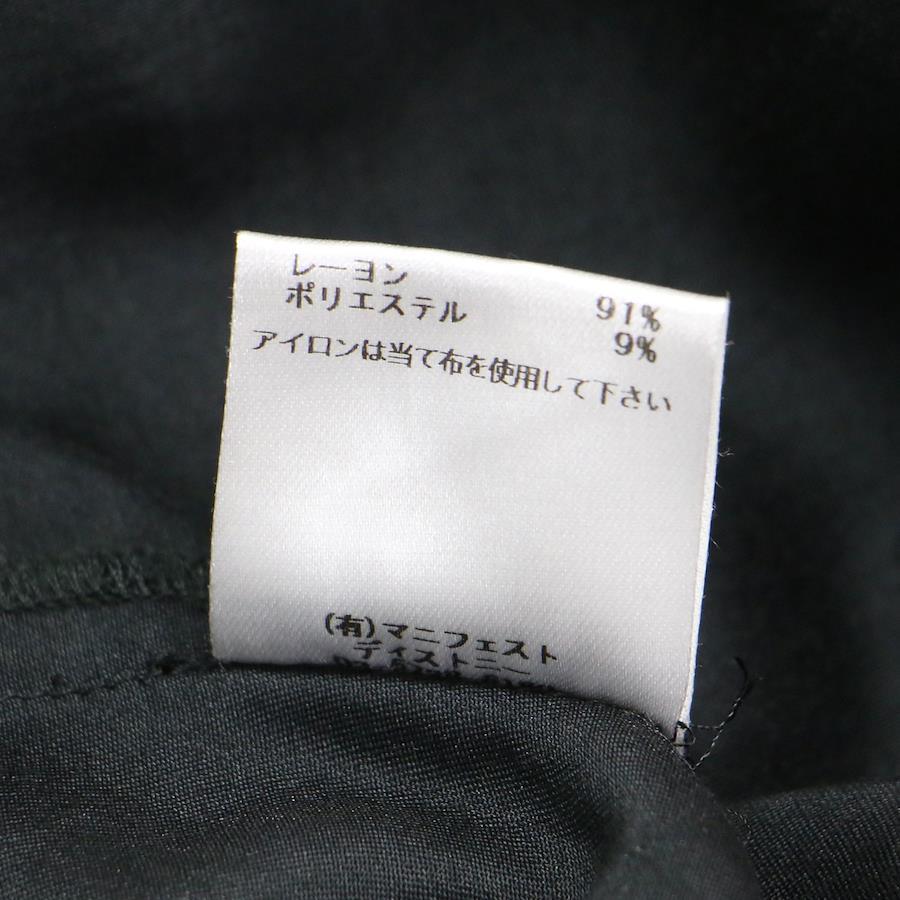 レーヨン 91%
ポリエステル 9%
アイロンは当て布を使用して下さい
(有)マニフェスト
ディストニー